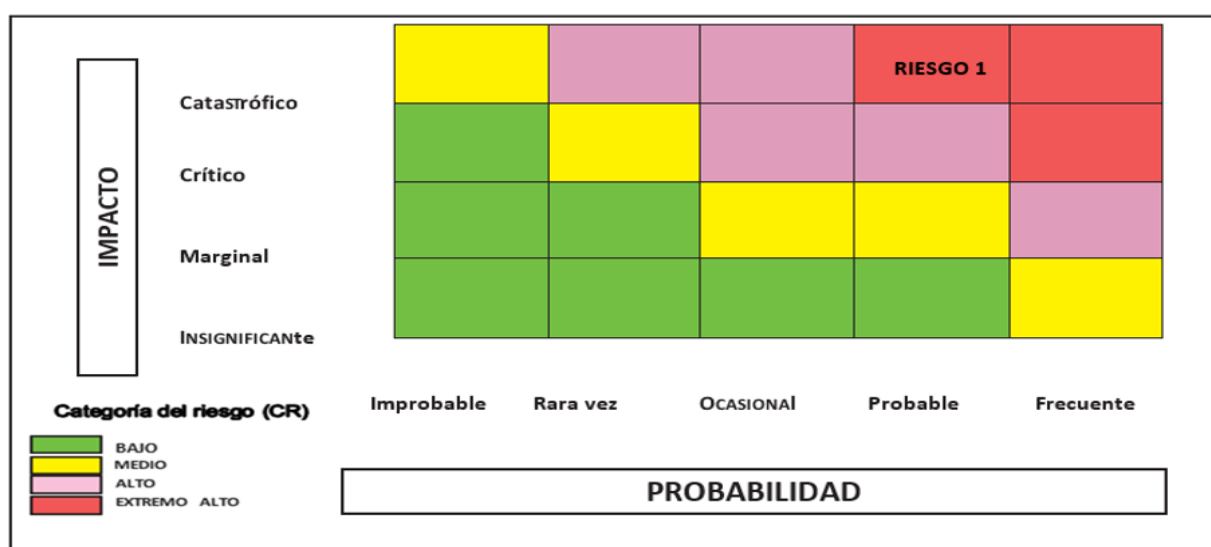 RIESGO 1
Catastrófico
Crítico
IMPACTO
Marginal
INSIGNIFICANte
Categoría del riesgo (CR)
Improbable
Rara vez
OCASIONAl
Probable
Frecuente
BAJO
MEDIO
ALTO
EXTREMO ALTO
PROBABILIDAD